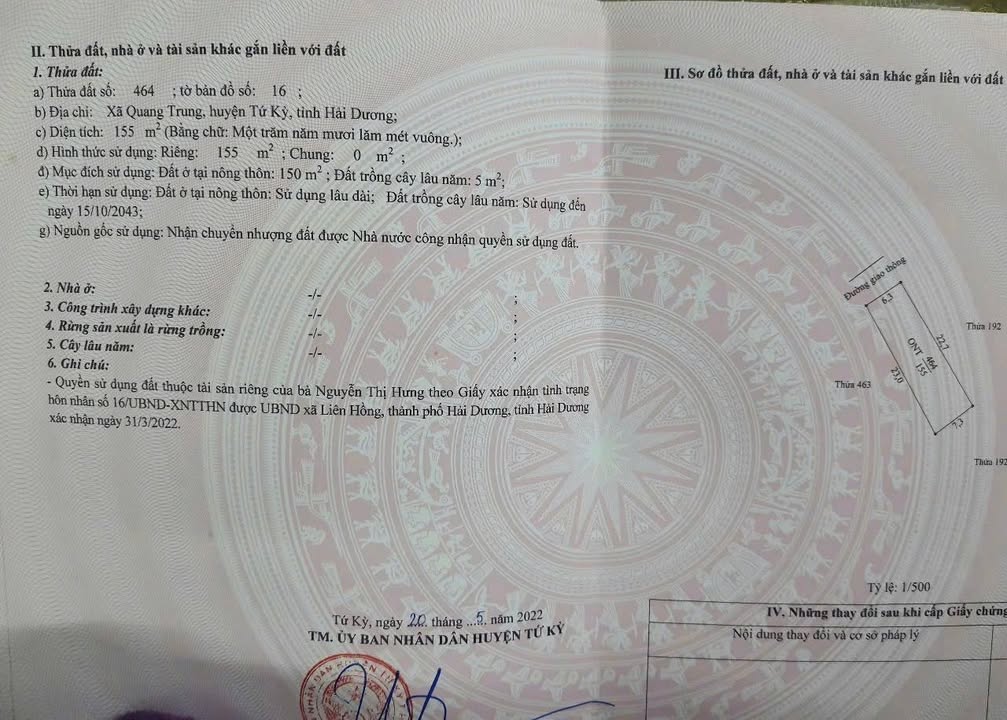 II. Thửa đất, nhà ở và tài sản khác gắn liền với đất
1. Thửa đất:
a) Thửa đất số: 464 ; tờ bản đồ số: 16 ;
b) Địa chỉ: Xã Quang Trung, huyện Tứ Kỳ, tỉnh Hải Dương;
c) Diện tích: 155 m² (Bằng chữ: Một trăm năm mươi lăm mét vuông.);
d) Hình thức sử dụng: Riêng: 155 m² ; Chung: 0 m² ;
đ) Mục đích sử dụng: Đất ở tại nông thôn: 150 m² ; Đất trồng cây lâu năm: 5 m²;
e) Thời hạn sử dụng: Đất ở tại nông thôn: Sử dụng lâu dài; Đất trồng cây lâu năm: Sử dụng đến
ngày 15/10/2043;
g) Nguồn gốc sử dụng: Nhận chuyển nhượng đất được Nhà nước công nhận quyền sử dụng đất.
2. Nhà ở: -/- ;
3. Công trình xây dựng khác: -/- ;
4. Rừng sản xuất là rừng trồng: -/- ;
5. Cây lâu năm: -/- ;
6. Ghi chú:
- Quyền sử dụng đất thuộc tài sản riêng của bà Nguyễn Thị Hưng theo Giấy xác nhận tình trạng
hôn nhân số 16/UBND-XNTTHN được UBND xã Liên Hồng, thành phố Hải Dương, tỉnh Hải Dương
xác nhận ngày 31/3/2022.
Tứ Kỳ, ngày 20 tháng ...5. năm 2022
TM. ỦY BAN NHÂN DÂN HUYỆN TỨ KỲ
III. Sơ đồ thửa đất, nhà ở và tài sản khác gắn liền với đất
Đường giao thông
6,3
22,7
Thửa 192
ONT 464
155
23,0
Thửa 463
7,3
Thửa 192
Tỷ lệ: 1/500
IV. Những thay đổi sau khi cấp Giấy chứng
Nội dung thay đổi và cơ sở pháp lý